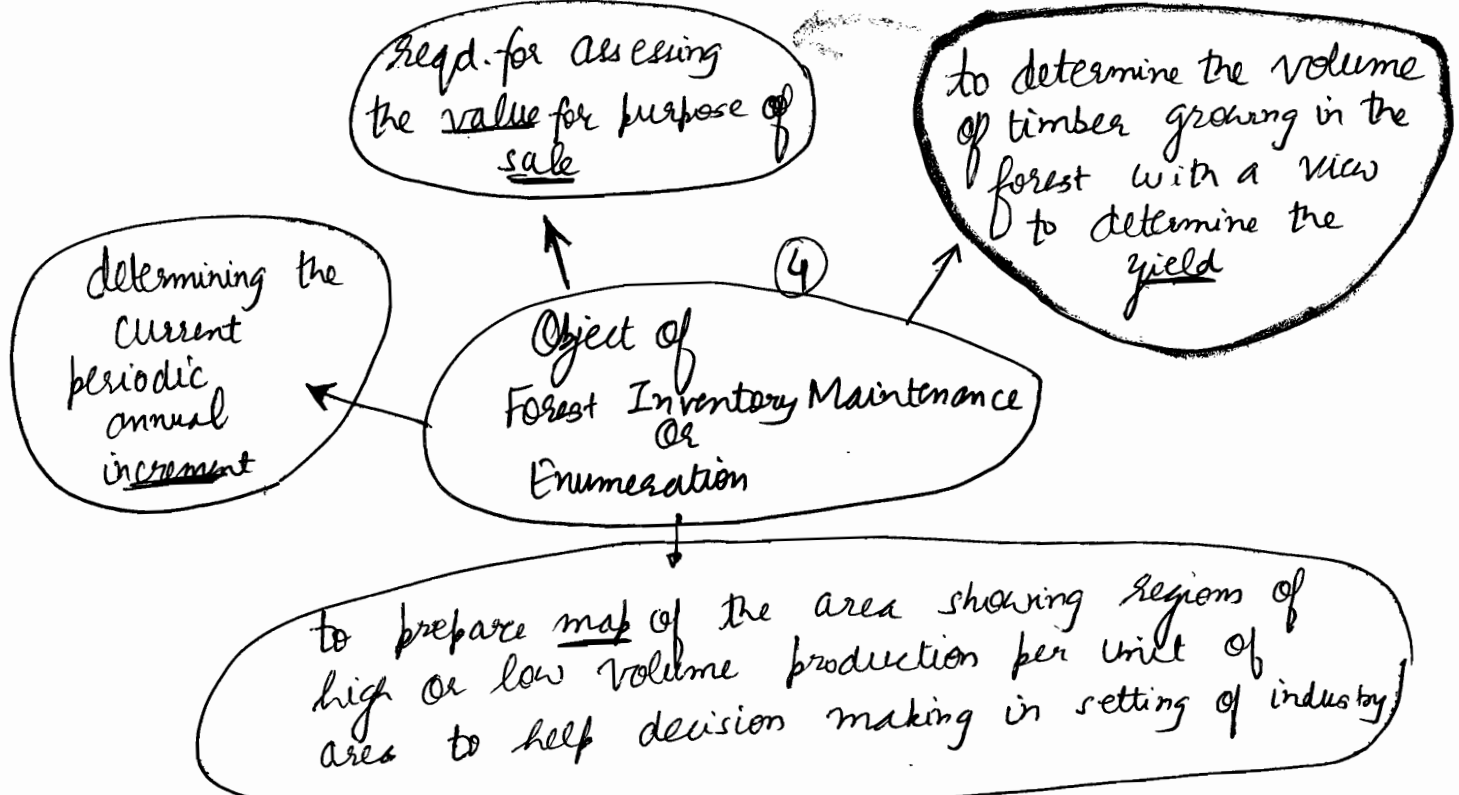 reqd. for assessing
the value for purpose of
sale
to determine the volume
of timber growing in the
forest with a view
to determine the
yield
determining the
current
periodic
annual
increment
4
Object of
Forest Inventory Maintenance
Or
Enumeration
to prepare map of the area showing regions of
high or low volume production per unit of
area to help decision making in setting of industry